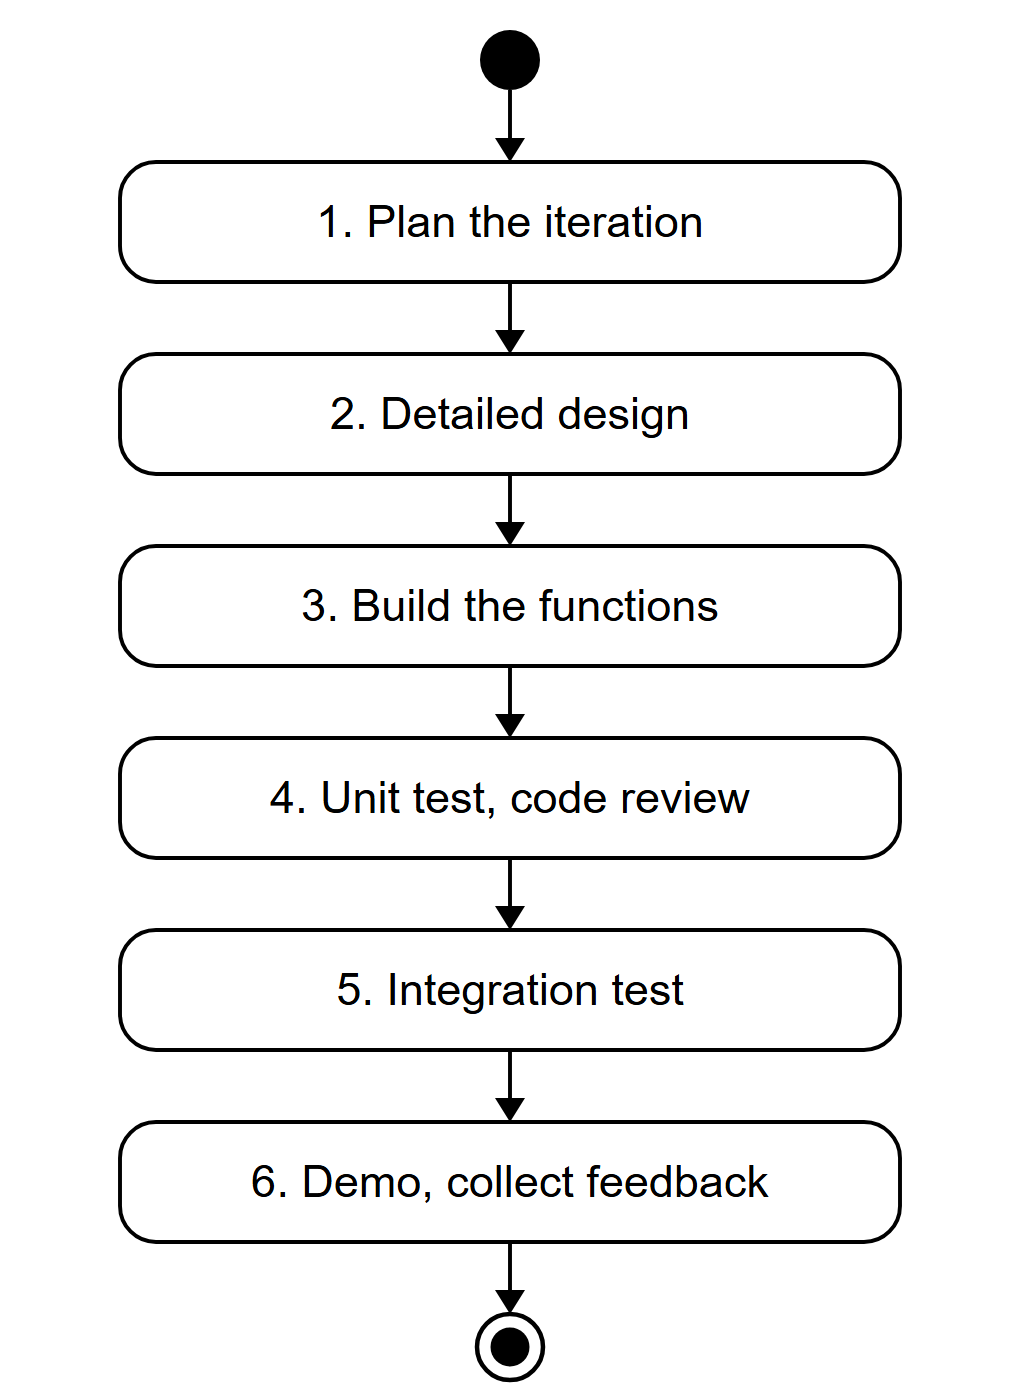 1. Plan the iteration
2. Detailed design
3. Build the functions
4. Unit test, code review
5. Integration test
6. Demo, collect feedback